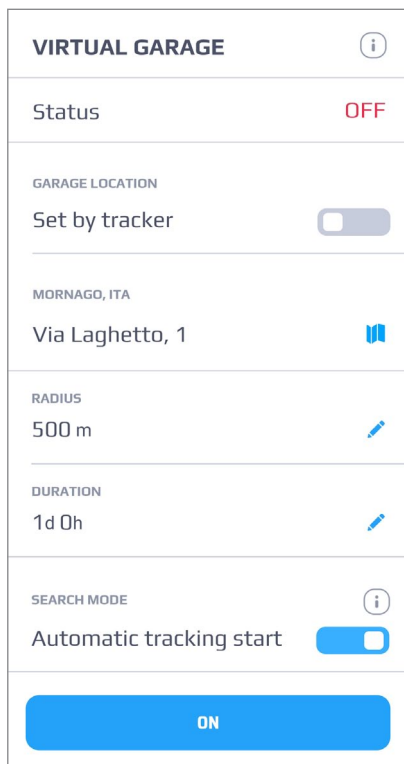 VIRTUAL GARAGE
Status OFF
GARAGE LOCATION
Set by tracker
MORNAGO, ITA
Via Laghetto, 1
RADIUS
500 m
DURATION
1d 0h
SEARCH MODE
Automatic tracking start
ON